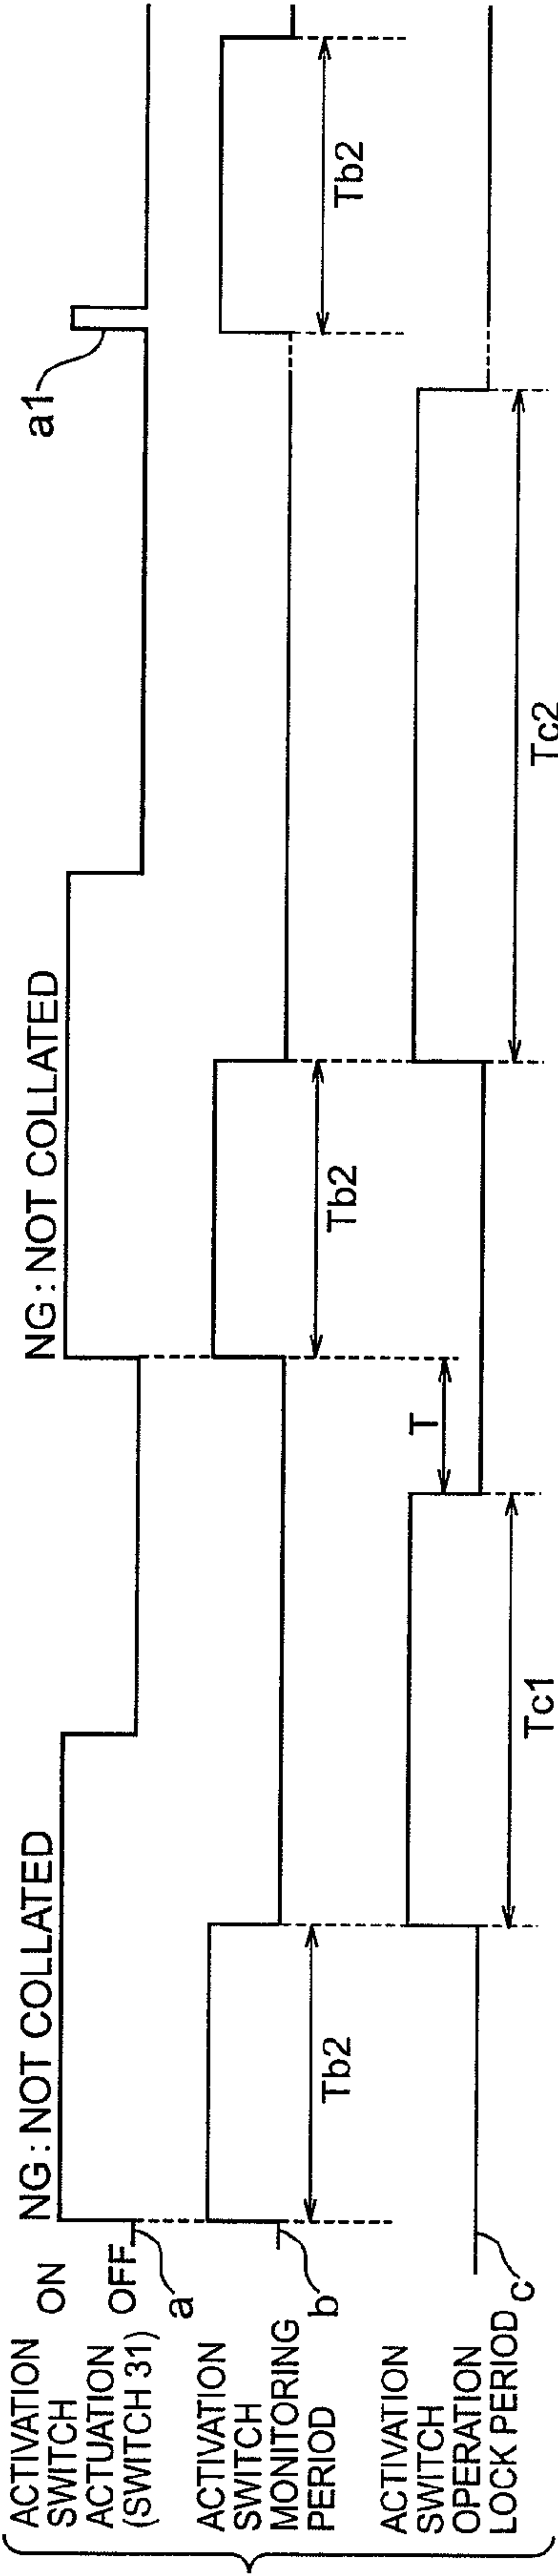 ACTIVATION
SWITCH
ACTUATION
(SWITCH 31)
ON
OFF
a
NG : NOT COLLATED
NG : NOT COLLATED
a1
ACTIVATION
SWITCH
MONITORING
PERIOD
b
Tb2
Tb2
Tb2
ACTIVATION
SWITCH
OPERATION
LOCK PERIOD
c
Tc1
T
Tc2